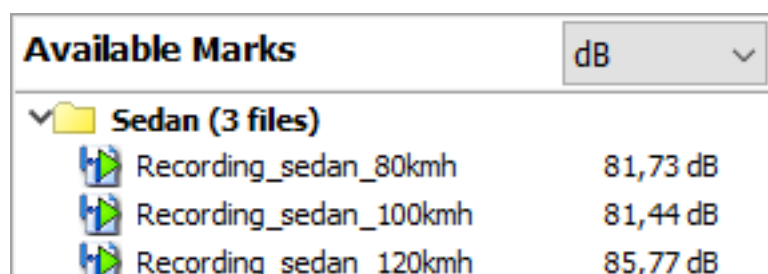 Available Marks dB
Sedan (3 files)
Recording_sedan_80kmh 81,73 dB
Recording_sedan_100kmh 81,44 dB
Recording_sedan_120kmh 85,77 dB